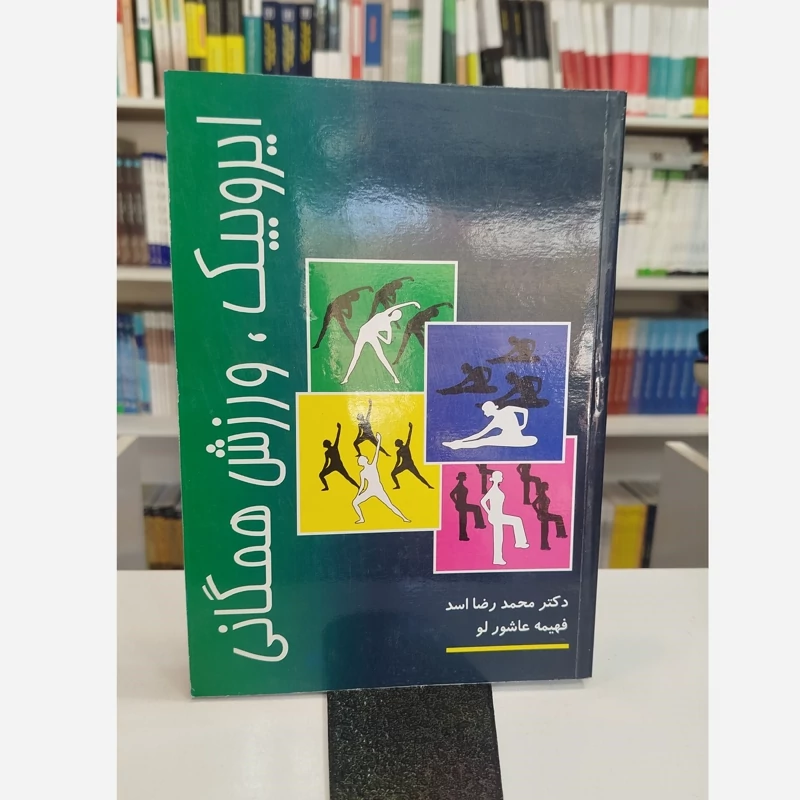 ایروبیک، ورزش همگانی
دکتر محمد رضا اسد
فهیمه عاشور لو